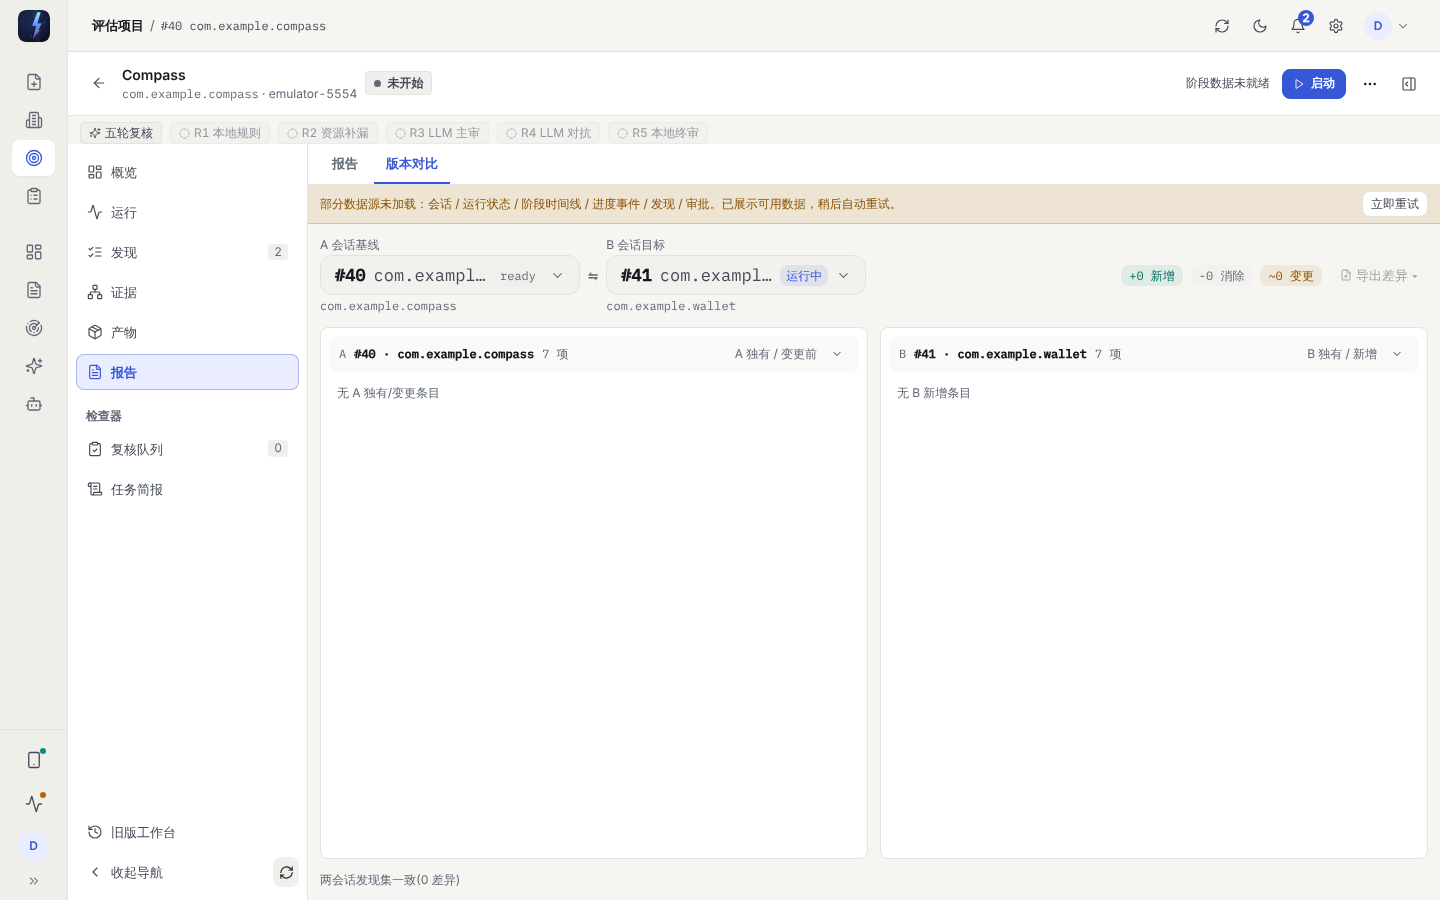 评估项目 / #40 com.example.compass
2
D
Compass
com.example.compass · emulator-5554
未开始
阶段数据未就绪
启动
五轮复核
R1 本地规则
R2 资源补漏
R3 LLM 主审
R4 LLM 对抗
R5 本地终审
概览
运行
发现 2
证据
产物
报告
检查器
复核队列 0
任务简报
旧版工作台
收起导航
D
报告
版本对比
部分数据源未加载：会话 / 运行状态 / 阶段时间线 / 进度事件 / 发现 / 审批。已展示可用数据，稍后自动重试。
立即重试
A 会话基线
#40 com.exampl… ready
com.example.compass
⇋
B 会话目标
#41 com.exampl… 运行中
com.example.wallet
+0 新增
-0 消除
~0 变更
导出差异
A #40 · com.example.compass 7 项
A 独有 / 变更前
无 A 独有/变更条目
B #41 · com.example.wallet 7 项
B 独有 / 新增
无 B 新增条目
两会话发现集一致(0 差异)